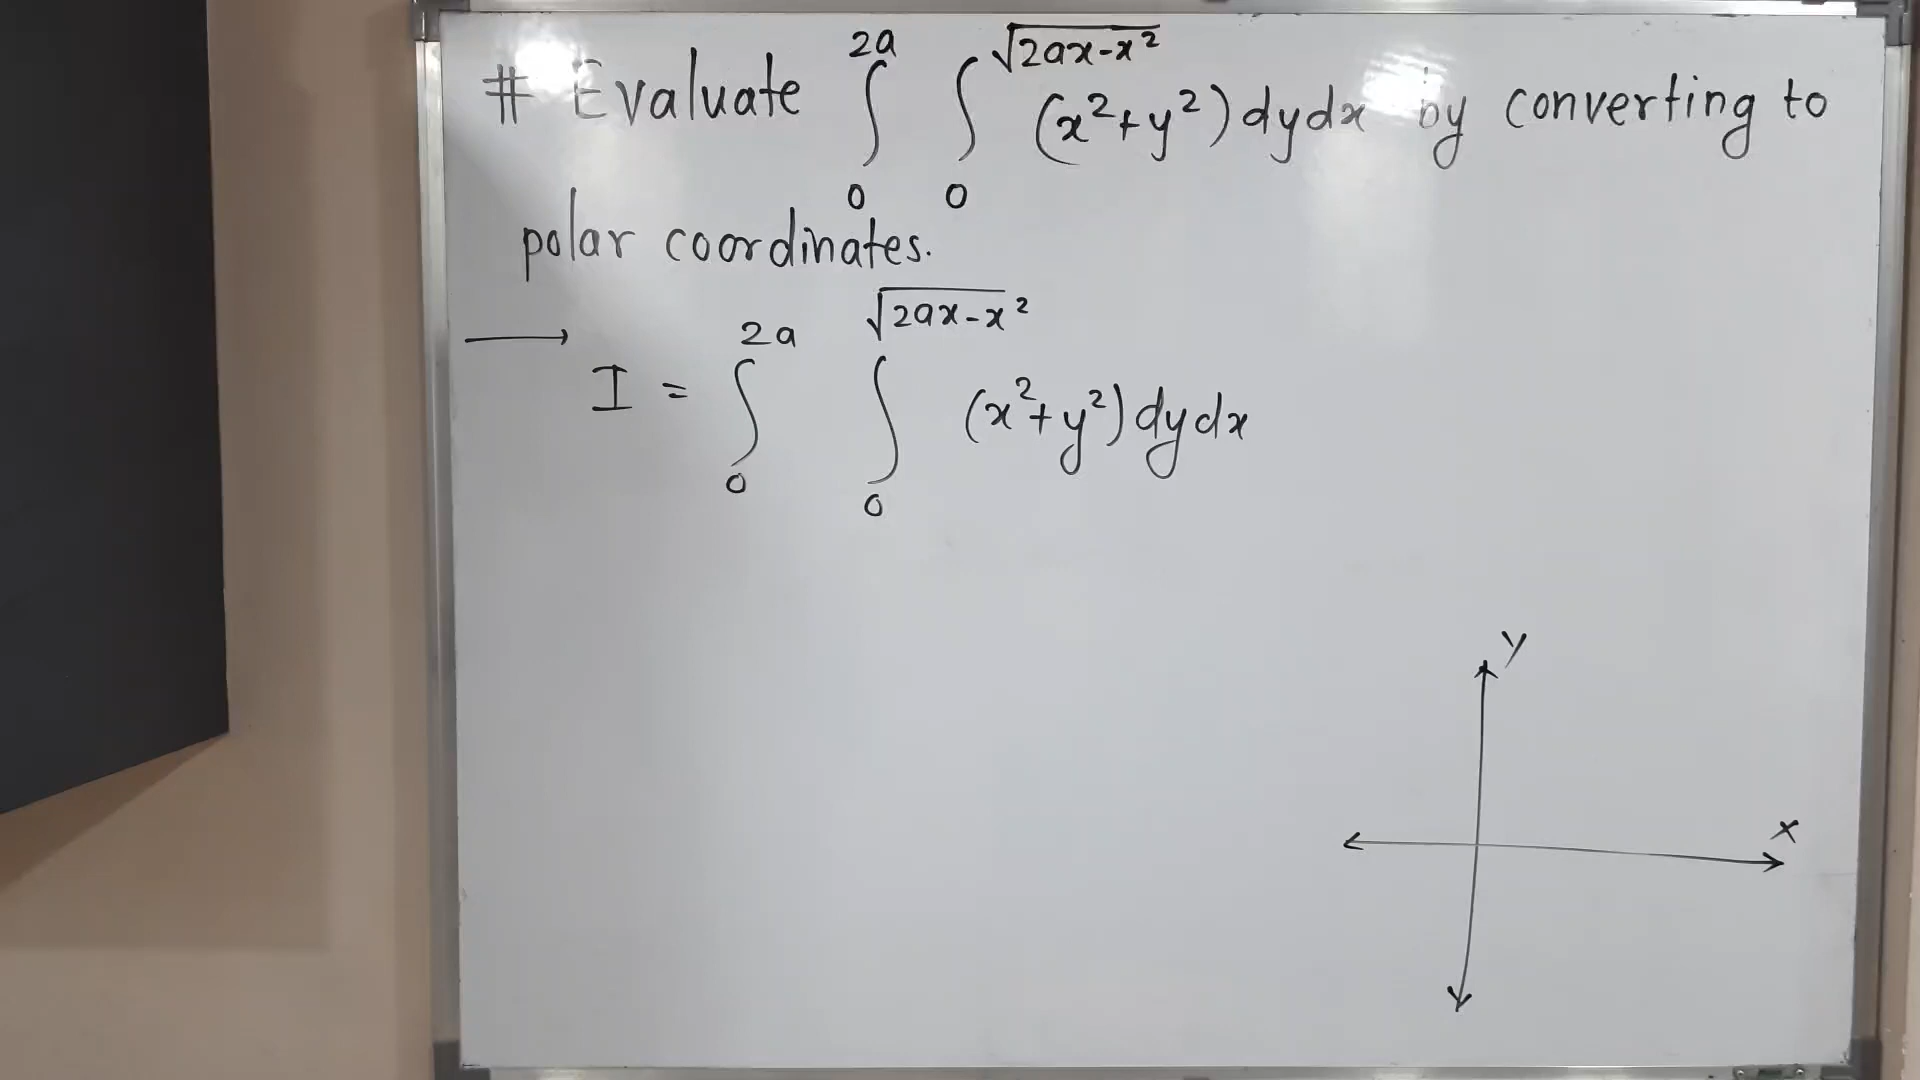 # Evaluate ∫₀^{2a} ∫₀^{√(2ax-x²)} (x²+y²) dydx by converting to
polar coordinates.
→ I = ∫₀^{2a} ∫₀^{√(2ax-x²)} (x²+y²) dydx
y
x